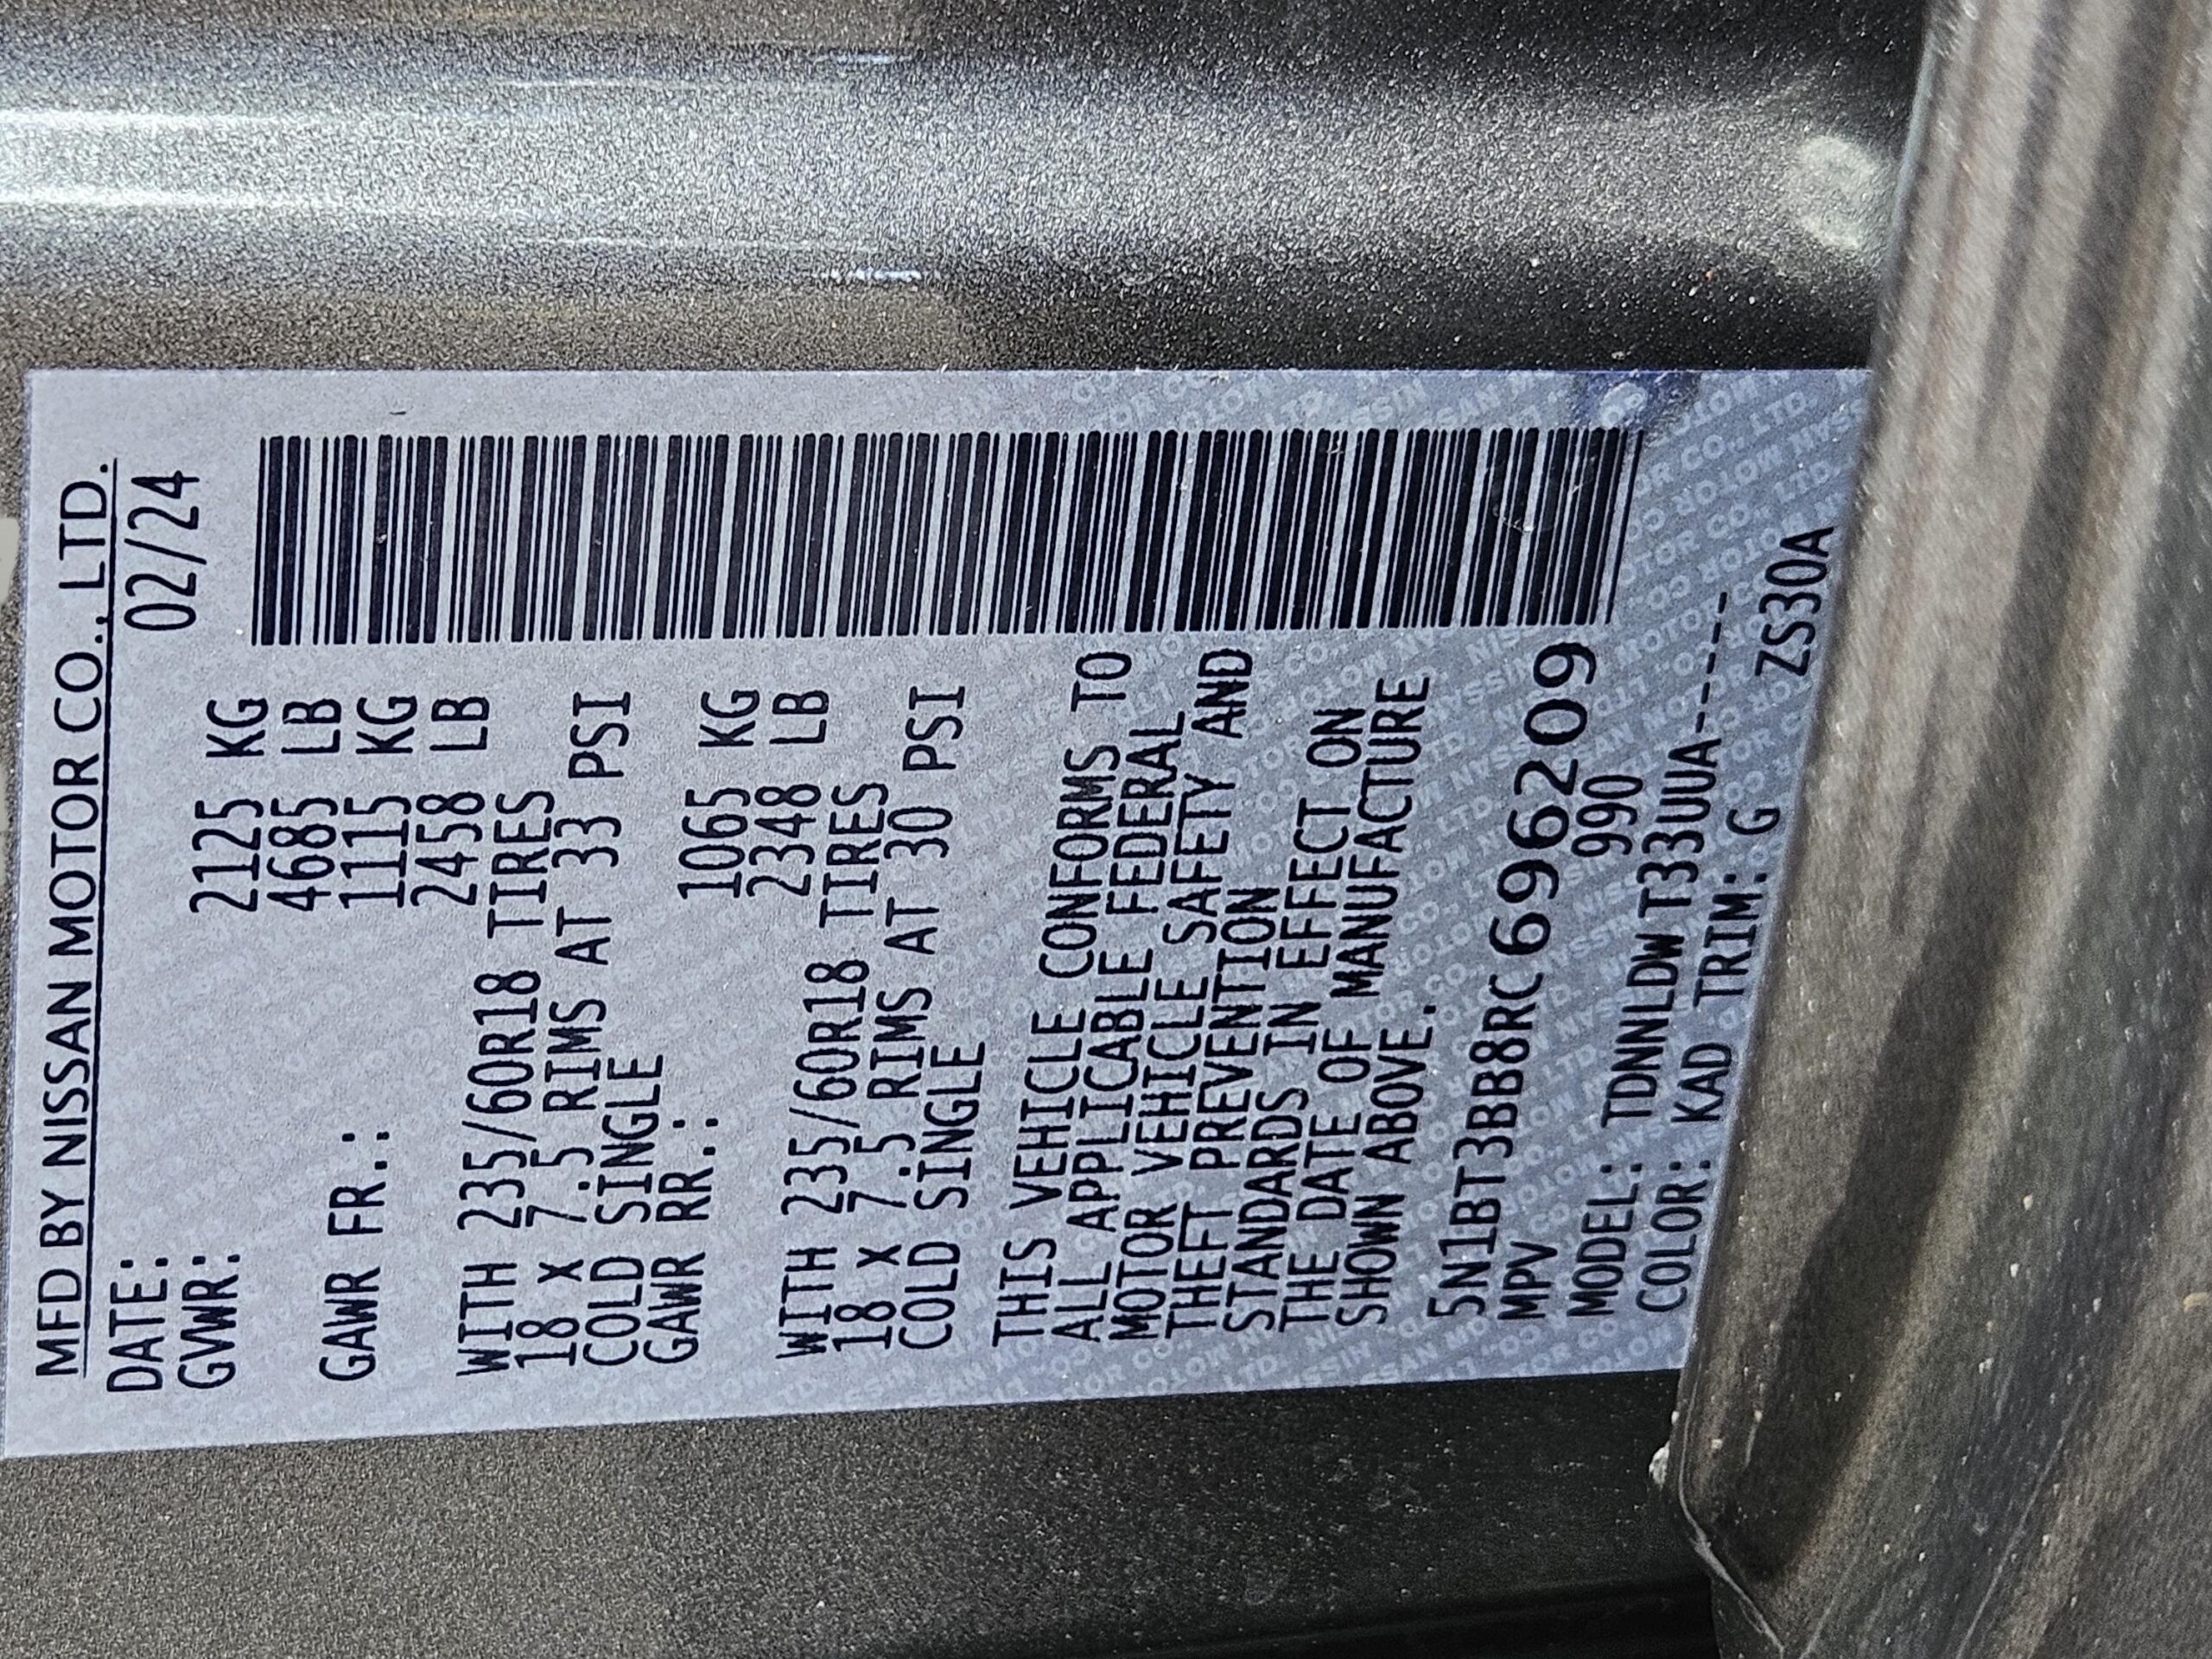 MFD BY NISSAN MOTOR CO., LTD.
DATE: 02/24
GVWR: 2125 KG
4685 LB
GAWR FR.: 1115 KG
2458 LB
WITH 235/60R18 TIRES
18 X 7.5 RIMS AT 33 PSI
COLD SINGLE
GAWR RR.: 1065 KG
2348 LB
WITH 235/60R18 TIRES
18 X 7.5 RIMS AT 30 PSI
COLD SINGLE
THIS VEHICLE CONFORMS TO
ALL APPLICABLE FEDERAL
MOTOR VEHICLE SAFETY AND
THEFT PREVENTION
STANDARDS IN EFFECT ON
THE DATE OF MANUFACTURE
SHOWN ABOVE.
5N1BT3BB8RC696209
MPV 990
MODEL: TDNNLDW T33UUA-----
COLOR: KAD TRIM: G ZS30A